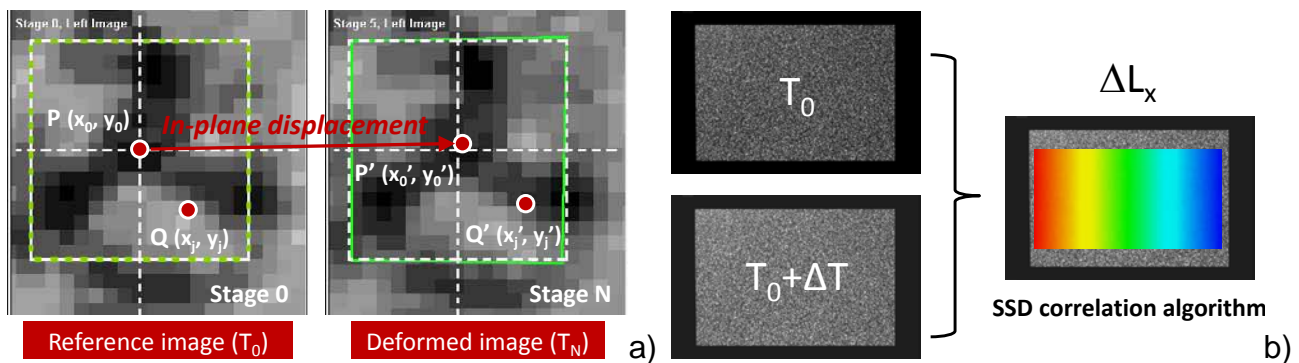 Stage 0, Left Image
P (x₀, y₀)
Q (xⱼ, yⱼ)
Stage 0
Reference image (T₀)
In-plane displacement
Stage 5, Left Image
P’ (x₀’, y₀’)
Q’ (xⱼ’, yⱼ’)
Stage N
Deformed image (T_N)
a)
T₀
T₀+ΔT
ΔLₓ
SSD correlation algorithm
b)